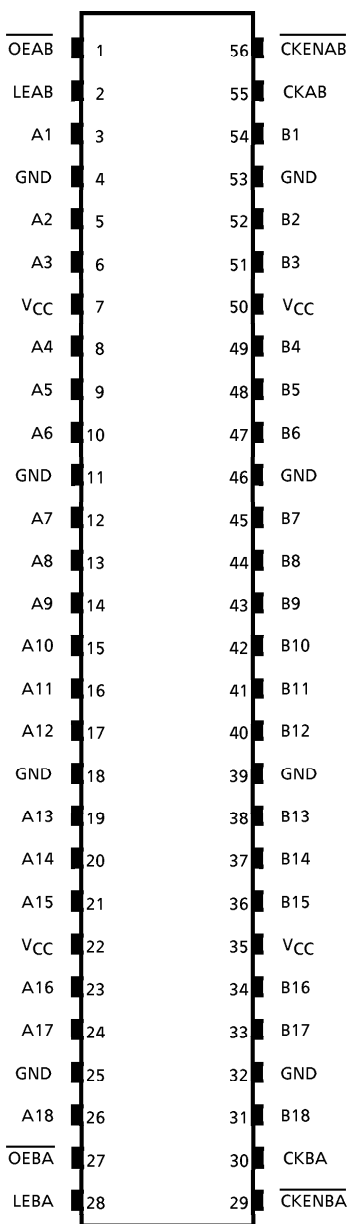 OEAB 1 56 CKENAB
LEAB 2 55 CKAB
A1 3 54 B1
GND 4 53 GND
A2 5 52 B2
A3 6 51 B3
VCC 7 50 VCC
A4 8 49 B4
A5 9 48 B5
A6 10 47 B6
GND 11 46 GND
A7 12 45 B7
A8 13 44 B8
A9 14 43 B9
A10 15 42 B10
A11 16 41 B11
A12 17 40 B12
GND 18 39 GND
A13 19 38 B13
A14 20 37 B14
A15 21 36 B15
VCC 22 35 VCC
A16 23 34 B16
A17 24 33 B17
GND 25 32 GND
A18 26 31 B18
OEBA 27 30 CKBA
LEBA 28 29 CKENBA